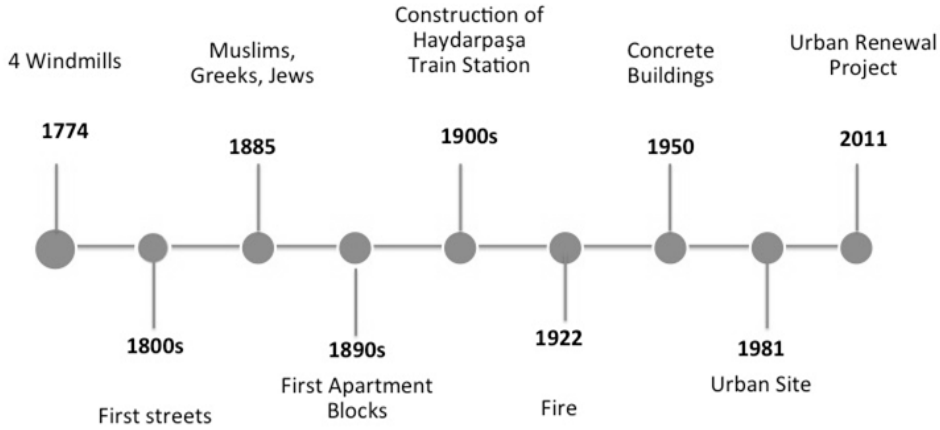 4 Windmills
1774
1800s
First streets
Muslims,
Greeks, Jews
1885
1890s
First Apartment
Blocks
Construction of
Haydarpaşa
Train Station
1900s
1922
Fire
Concrete
Buildings
1950
1981
Urban Site
Urban Renewal
Project
2011